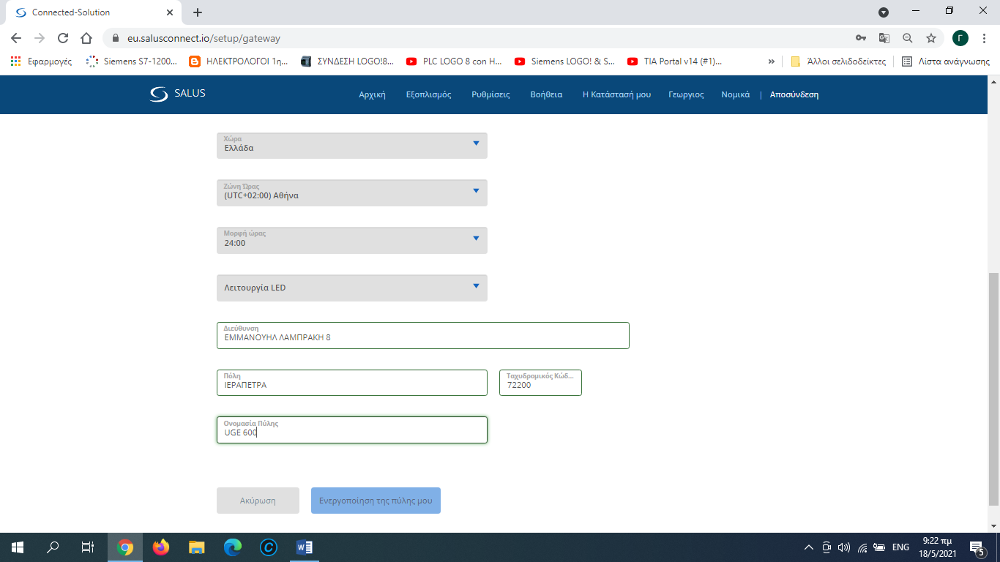 Connected-Solution
eu.salusconnect.io/setup/gateway
Γ
Εφαρμογές
Siemens S7-1200...
ΗΛΕΚΤΡΟΛΟΓΟΙ 1η...
ΣΥΝΔΕΣΗ LOGO!8...
PLC LOGO 8 con H...
Siemens LOGO! & S...
TIA Portal v14 (#1)...
»
Άλλοι σελιδοδείκτες
Λίστα ανάγνωσης
SALUS
Αρχική
Εξοπλισμός
Ρυθμίσεις
Βοήθεια
Η Κατάστασή μου
Γεωργιος
Νομικά
|
Αποσύνδεση
Χώρα
Ελλάδα
Ζώνη Ώρας
(UTC+02:00) Αθήνα
Μορφή ώρας
24:00
Λειτουργία LED
Διεύθυνση
ΕΜΜΑΝΟΥΗΛ ΛΑΜΠΡΑΚΗ 8
Πόλη
ΙΕΡΑΠΕΤΡΑ
Ταχυδρομικός Κώδ...
72200
Ονομασία Πύλης
UGE 600
Ακύρωση
Ενεργοποίηση της πύλης μου
ENG
9:22 πμ
18/5/2021
5